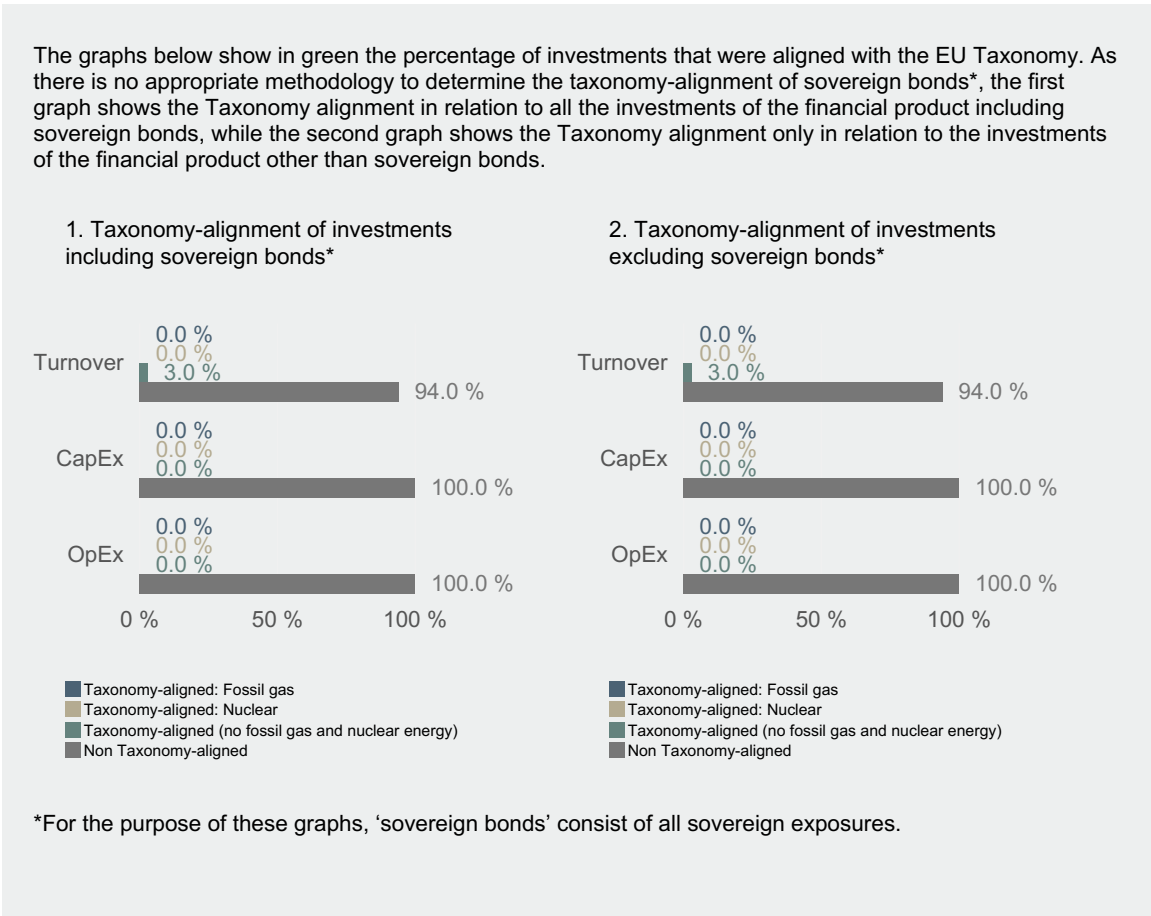 The graphs below show in green the percentage of investments that were aligned with the EU Taxonomy. As
there is no appropriate methodology to determine the taxonomy-alignment of sovereign bonds*, the first
graph shows the Taxonomy alignment in relation to all the investments of the financial product including
sovereign bonds, while the second graph shows the Taxonomy alignment only in relation to the investments
of the financial product other than sovereign bonds.
1. Taxonomy-alignment of investments
including sovereign bonds*
0.0 %
0.0 %
Turnover
3.0 %
94.0 %
0.0 %
0.0 %
CapEx
0.0 %
100.0 %
0.0 %
0.0 %
OpEx
0.0 %
100.0 %
0 % 50 % 100 %
Taxonomy-aligned: Fossil gas
Taxonomy-aligned: Nuclear
Taxonomy-aligned (no fossil gas and nuclear energy)
Non Taxonomy-aligned
2. Taxonomy-alignment of investments
excluding sovereign bonds*
0.0 %
0.0 %
Turnover
3.0 %
94.0 %
0.0 %
0.0 %
CapEx
0.0 %
100.0 %
0.0 %
0.0 %
OpEx
0.0 %
100.0 %
0 % 50 % 100 %
Taxonomy-aligned: Fossil gas
Taxonomy-aligned: Nuclear
Taxonomy-aligned (no fossil gas and nuclear energy)
Non Taxonomy-aligned
*For the purpose of these graphs, ‘sovereign bonds’ consist of all sovereign exposures.